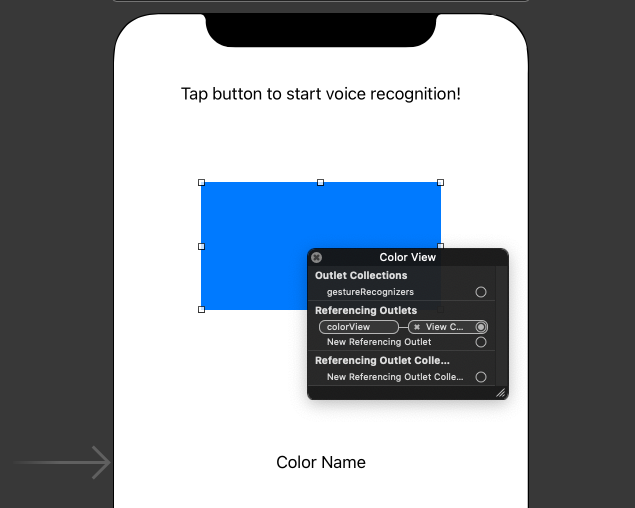 Tap button to start voice recognition!
Color View
Outlet Collections
gestureRecognizers
Referencing Outlets
colorView
View C...
New Referencing Outlet
Referencing Outlet Colle...
New Referencing Outlet Colle...
Color Name